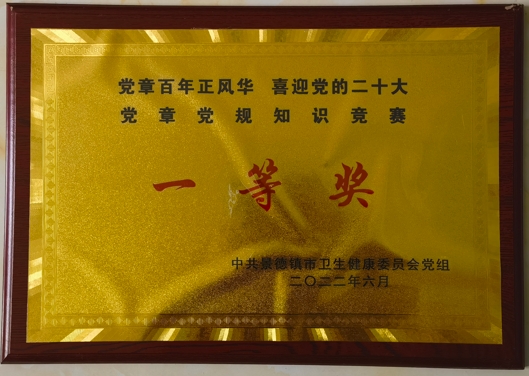 党章百年正风华 喜迎党的二十大
党章党规知识竞赛
一等奖
中共景德镇市卫生健康委员会党组
二〇二二年六月